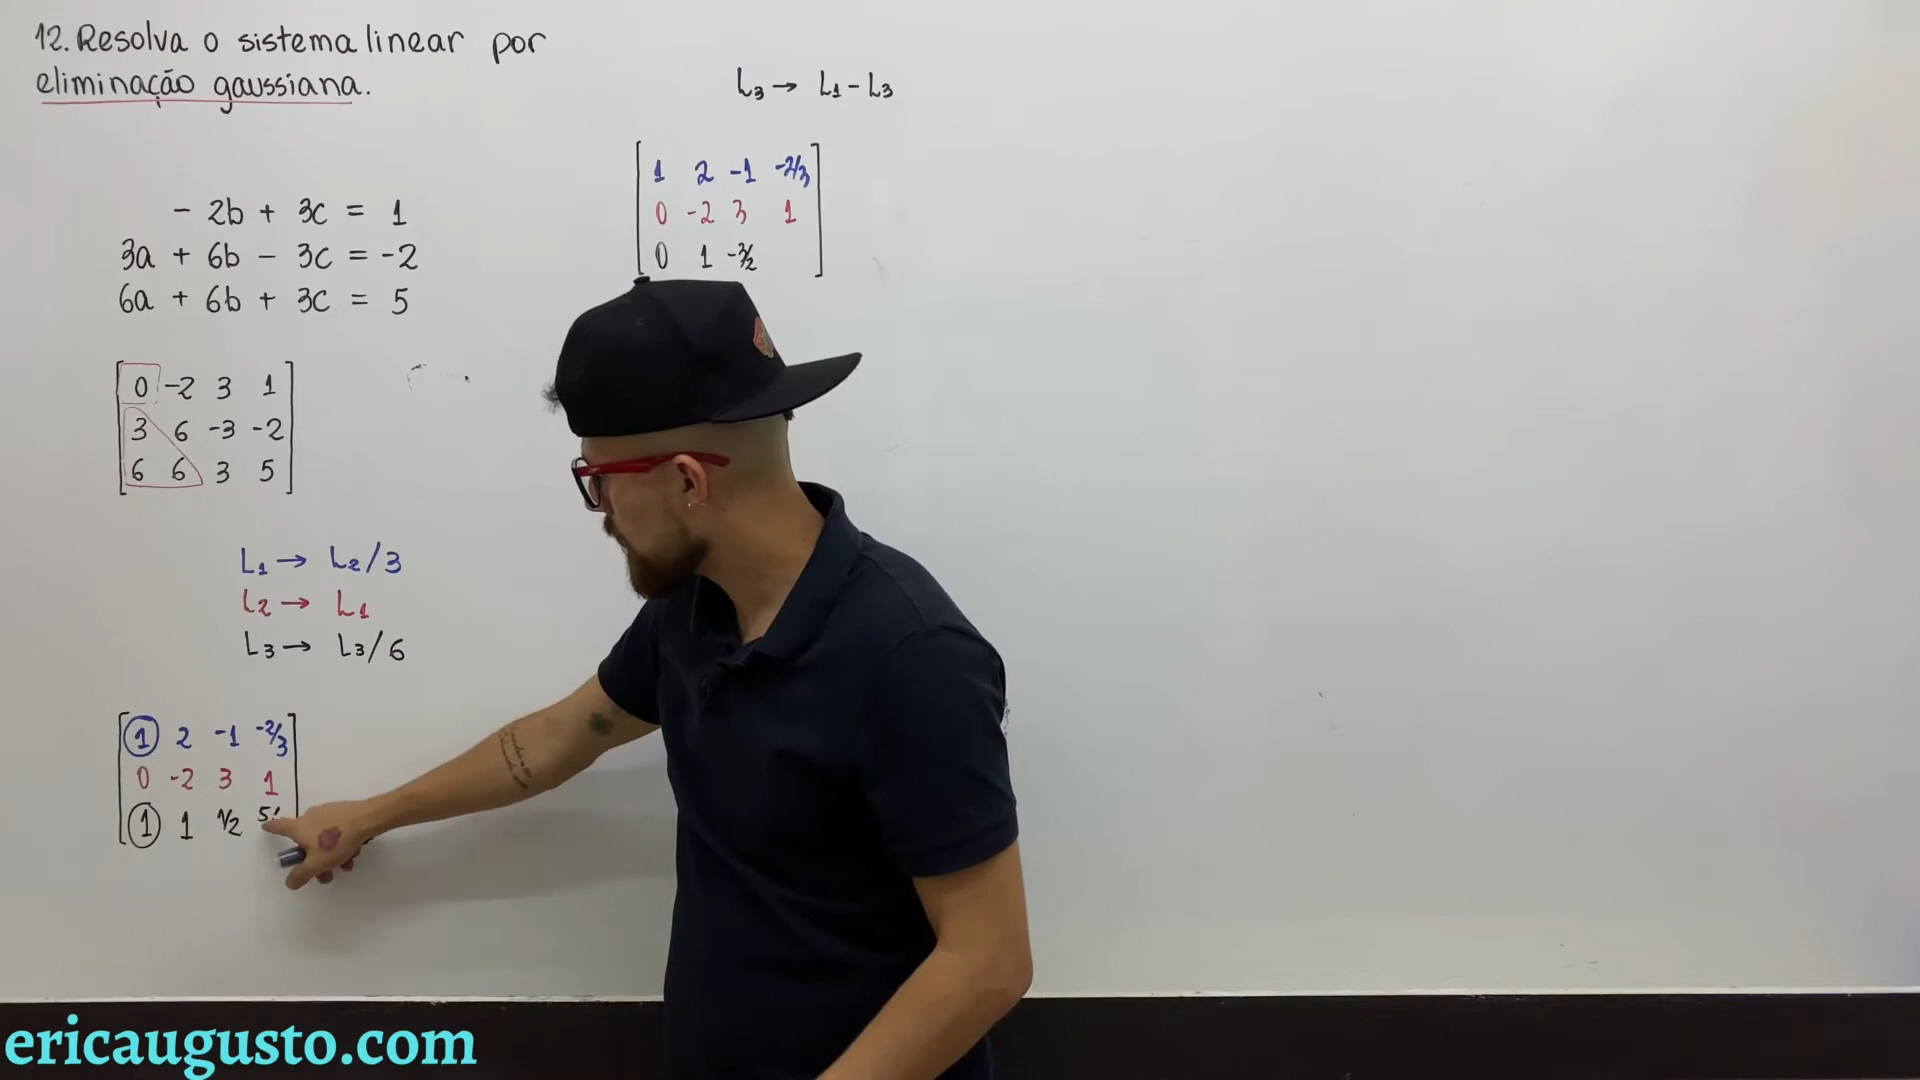 12. Resolva o sistema linear por
eliminação gaussiana.
- 2b + 3c = 1
3a + 6b - 3c = -2
6a + 6b + 3c = 5
0 -2 3 1
3 6 -3 -2
6 6 3 5
L1 → L2/3
L2 → L1
L3 → L3/6
1 2 -1 -2/3
0 -2 3 1
1 1 1/2 5/
L3 → L1 - L3
1 2 -1 -2/3
0 -2 3 1
0 1 -3/2
ericaugusto.com